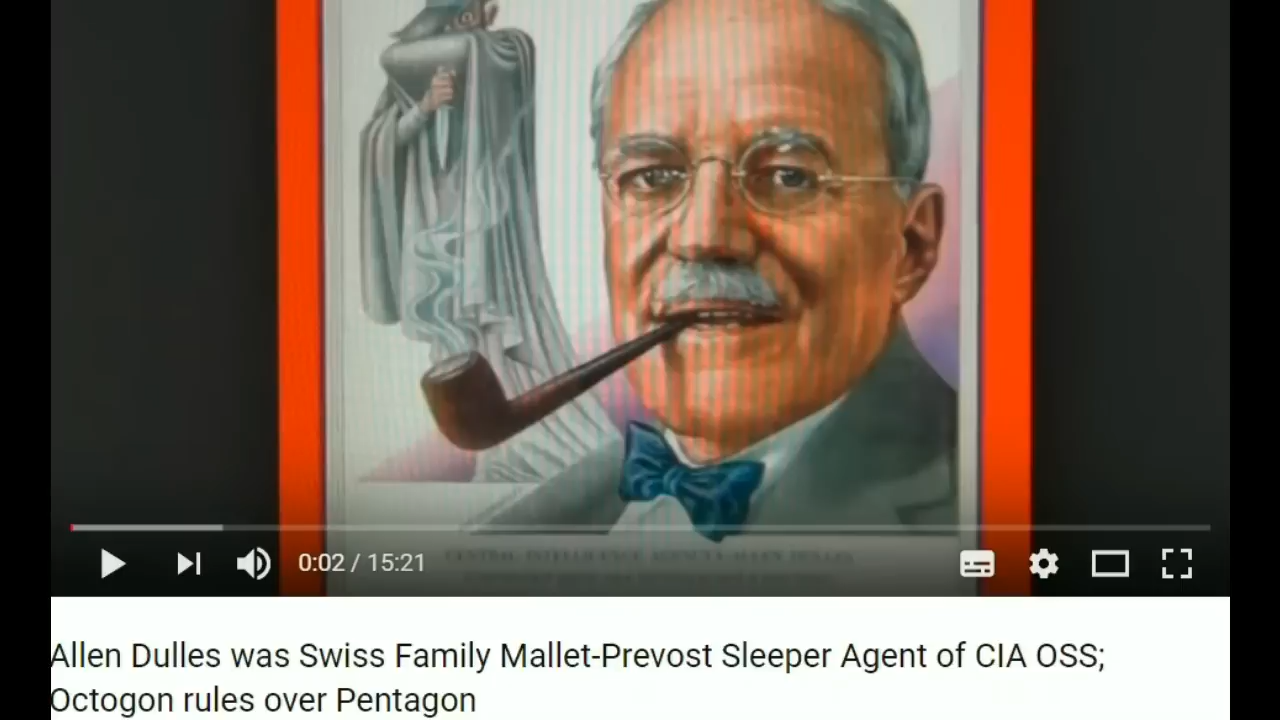 0:02 / 15:21
Allen Dulles was Swiss Family Mallet-Prevost Sleeper Agent of CIA OSS;
Octogon rules over Pentagon